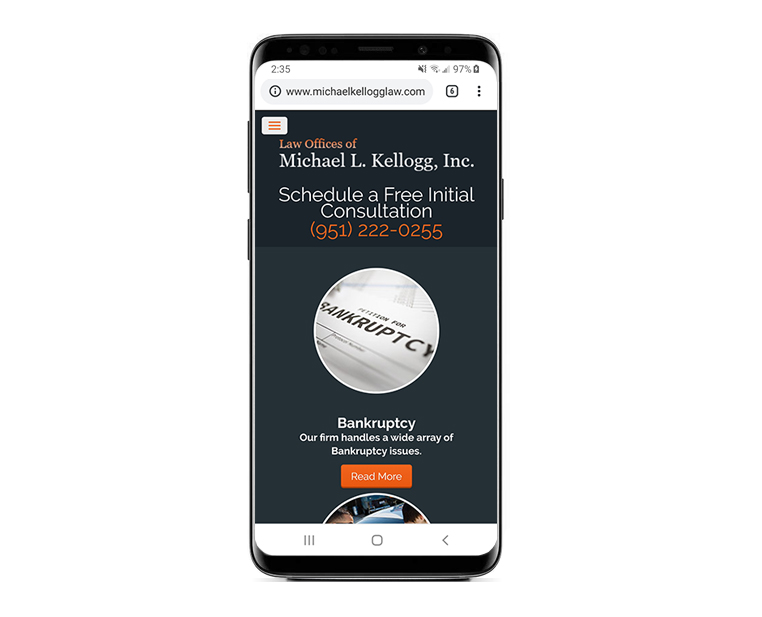 2:35 97%
www.michaelkellogglaw.com 6
Law Offices of
Michael L. Kellogg, Inc.
Schedule a Free Initial
Consultation
(951) 222-0255
PETITION FOR
BANKRUPTCY
Bankruptcy
Our firm handles a wide array of
Bankruptcy issues.
Read More